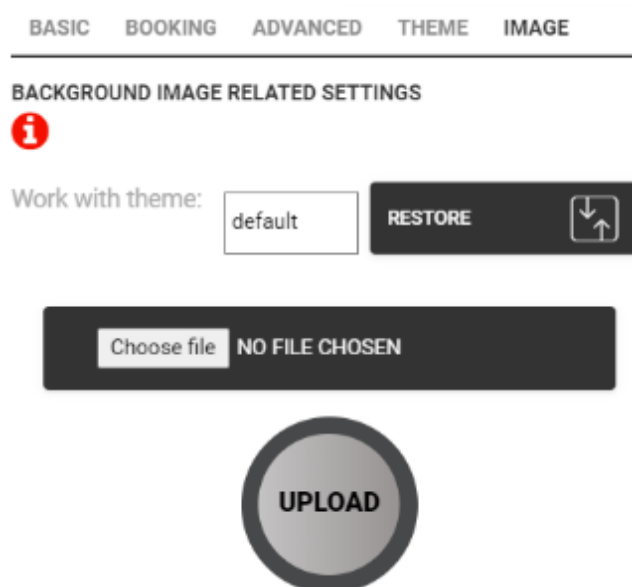 BASIC BOOKING ADVANCED THEME IMAGE
BACKGROUND IMAGE RELATED SETTINGS
Work with theme: default RESTORE
Choose file NO FILE CHOSEN
UPLOAD